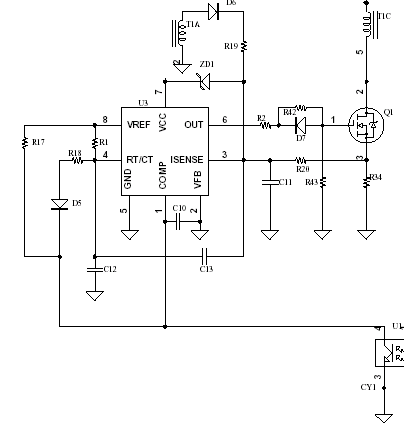 D6
T1A
T1C
R19
2
5
ZD1
7
2
U3
VCC
R42
Q1
8 VREF OUT 6 R2 1
D7
R17
R1
R18
4 RT/CT ISENSE 3
R20
3
GND
COMP
VFB
C11
R43
R34
D5
5
1
C10
2
C12
C13
4
U1
3
CY1